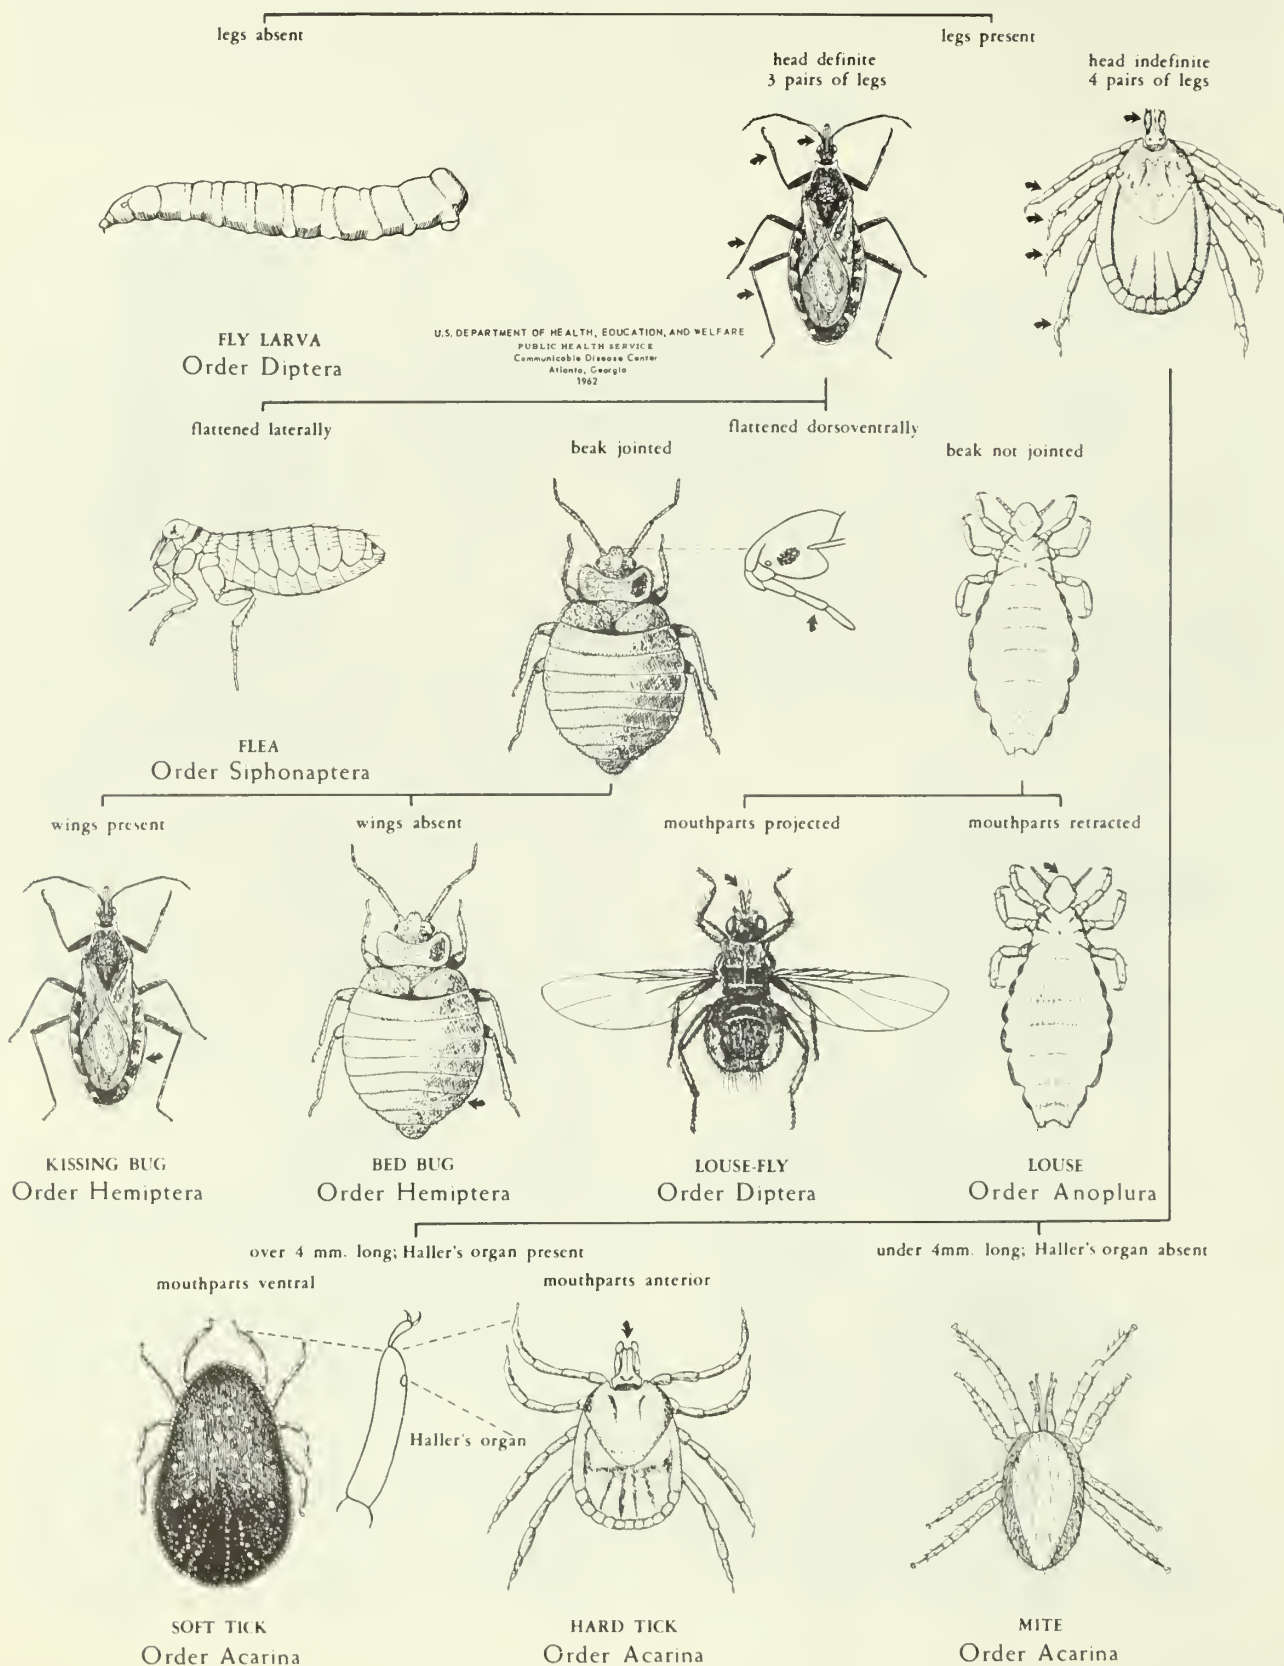 legs absent
legs present
head definite
3 pairs of legs
head indefinite
4 pairs of legs
FLY LARVA
Order Diptera
U.S. DEPARTMENT OF HEALTH, EDUCATION, AND WELFARE
PUBLIC HEALTH SERVICE
Communicable Disease Center
Atlanta, Georgia
1962
flattened laterally
flattened dorsoventrally
beak jointed
beak not jointed
FLEA
Order Siphonaptera
wings present
wings absent
mouthparts projected
mouthparts retracted
KISSING BUG
Order Hemiptera
BED BUG
Order Hemiptera
LOUSE-FLY
Order Diptera
LOUSE
Order Anoplura
over 4 mm. long; Haller's organ present
under 4mm. long; Haller's organ absent
mouthparts ventral
mouthparts anterior
Haller's organ
SOFT TICK
Order Acarina
HARD TICK
Order Acarina
MITE
Order Acarina